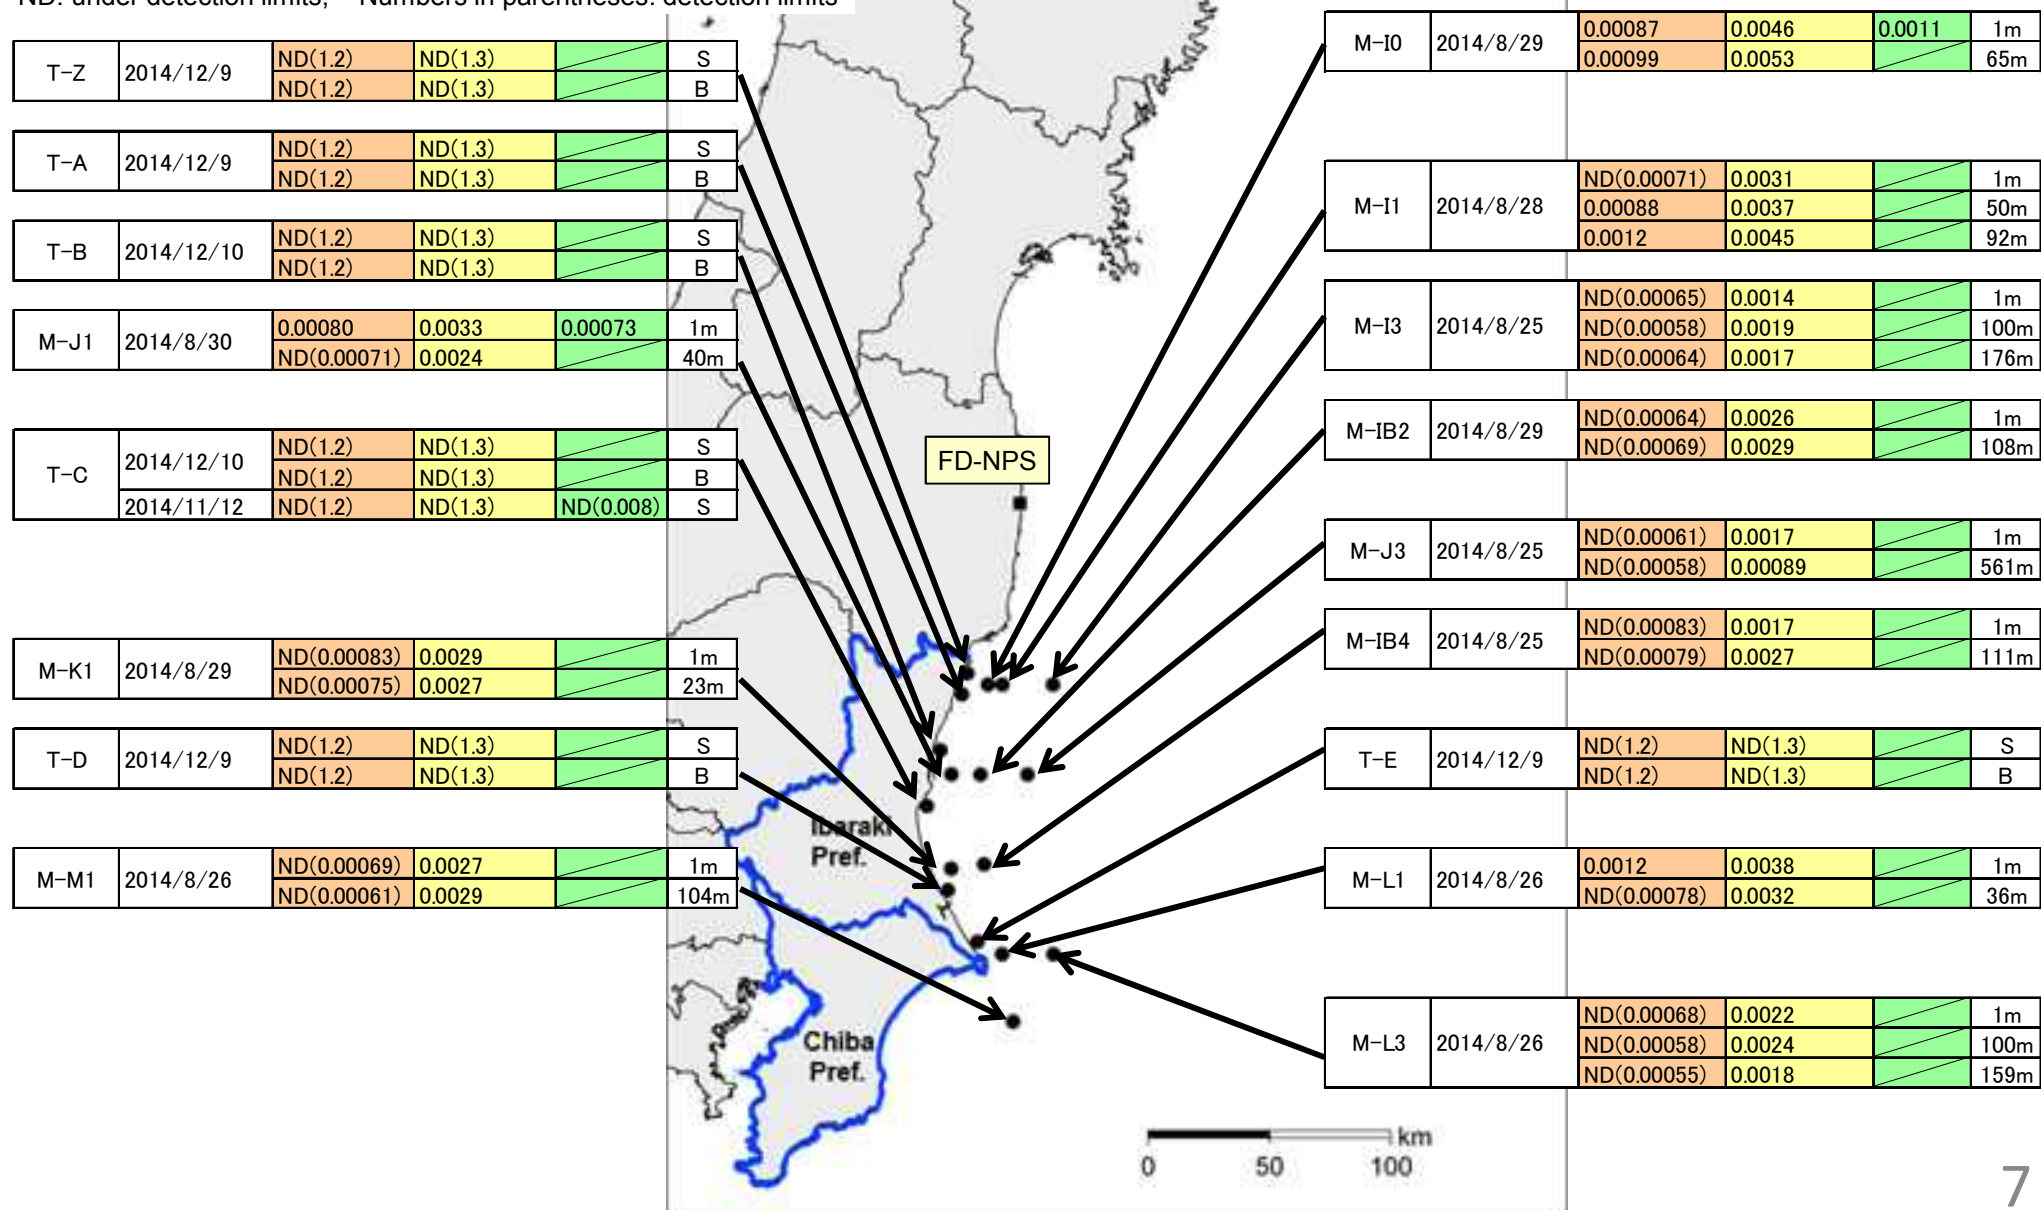 ND: under detection limits, Numbers in parentheses: detection limits
T-Z 2014/12/9 ND(1.2) ND(1.3) S
ND(1.2) ND(1.3) B
T-A 2014/12/9 ND(1.2) ND(1.3) S
ND(1.2) ND(1.3) B
T-B 2014/12/10 ND(1.2) ND(1.3) S
ND(1.2) ND(1.3) B
M-J1 2014/8/30 0.00080 0.0033 0.00073 1m
ND(0.00071) 0.0024 40m
T-C 2014/12/10 ND(1.2) ND(1.3) S
ND(1.2) ND(1.3) B
2014/11/12 ND(1.2) ND(1.3) ND(0.008) S
M-K1 2014/8/29 ND(0.00083) 0.0029 1m
ND(0.00075) 0.0027 23m
T-D 2014/12/9 ND(1.2) ND(1.3) S
ND(1.2) ND(1.3) B
M-M1 2014/8/26 ND(0.00069) 0.0027 1m
ND(0.00061) 0.0029 104m
FD-NPS
Ibaraki
Pref.
Chiba
Pref.
km
0 50 100
M-I0 2014/8/29 0.00087 0.0046 0.0011 1m
0.00099 0.0053 65m
M-I1 2014/8/28 ND(0.00071) 0.0031 1m
0.00088 0.0037 50m
0.0012 0.0045 92m
M-I3 2014/8/25 ND(0.00065) 0.0014 1m
ND(0.00058) 0.0019 100m
ND(0.00064) 0.0017 176m
M-IB2 2014/8/29 ND(0.00064) 0.0026 1m
ND(0.00069) 0.0029 108m
M-J3 2014/8/25 ND(0.00061) 0.0017 1m
ND(0.00058) 0.00089 561m
M-IB4 2014/8/25 ND(0.00083) 0.0017 1m
ND(0.00079) 0.0027 111m
T-E 2014/12/9 ND(1.2) ND(1.3) S
ND(1.2) ND(1.3) B
M-L1 2014/8/26 0.0012 0.0038 1m
ND(0.00078) 0.0032 36m
M-L3 2014/8/26 ND(0.00068) 0.0022 1m
ND(0.00058) 0.0024 100m
ND(0.00055) 0.0018 159m
7